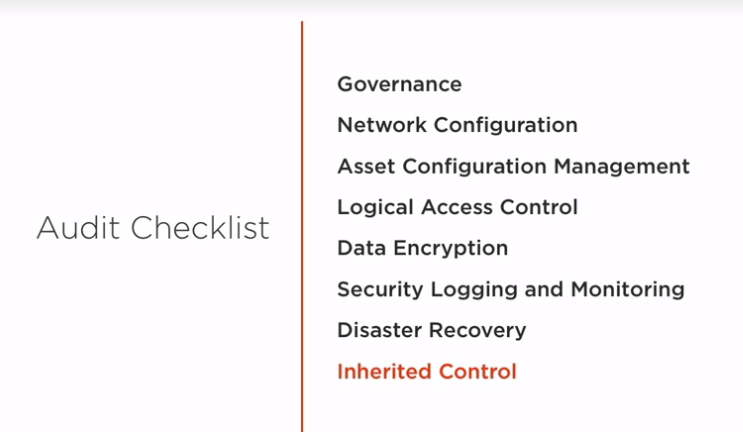 Audit Checklist
Governance
Network Configuration
Asset Configuration Management
Logical Access Control
Data Encryption
Security Logging and Monitoring
Disaster Recovery
Inherited Control